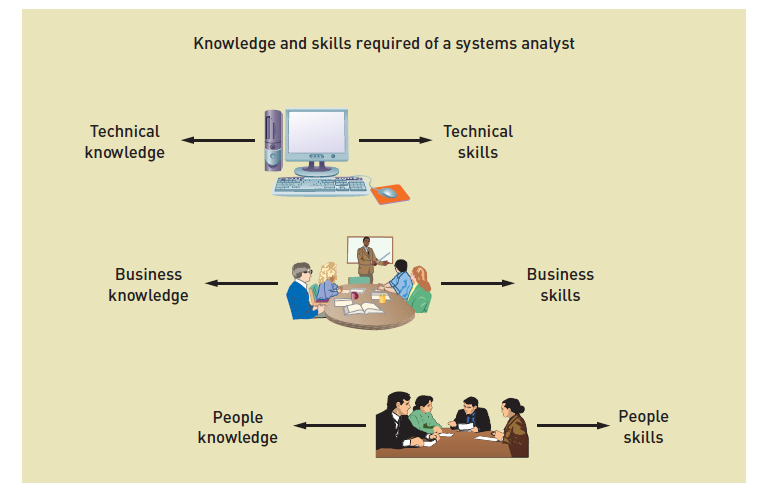 Knowledge and skills required of a systems analyst
Technical
knowledge
Technical
skills
Business
knowledge
Business
skills
People
knowledge
People
skills